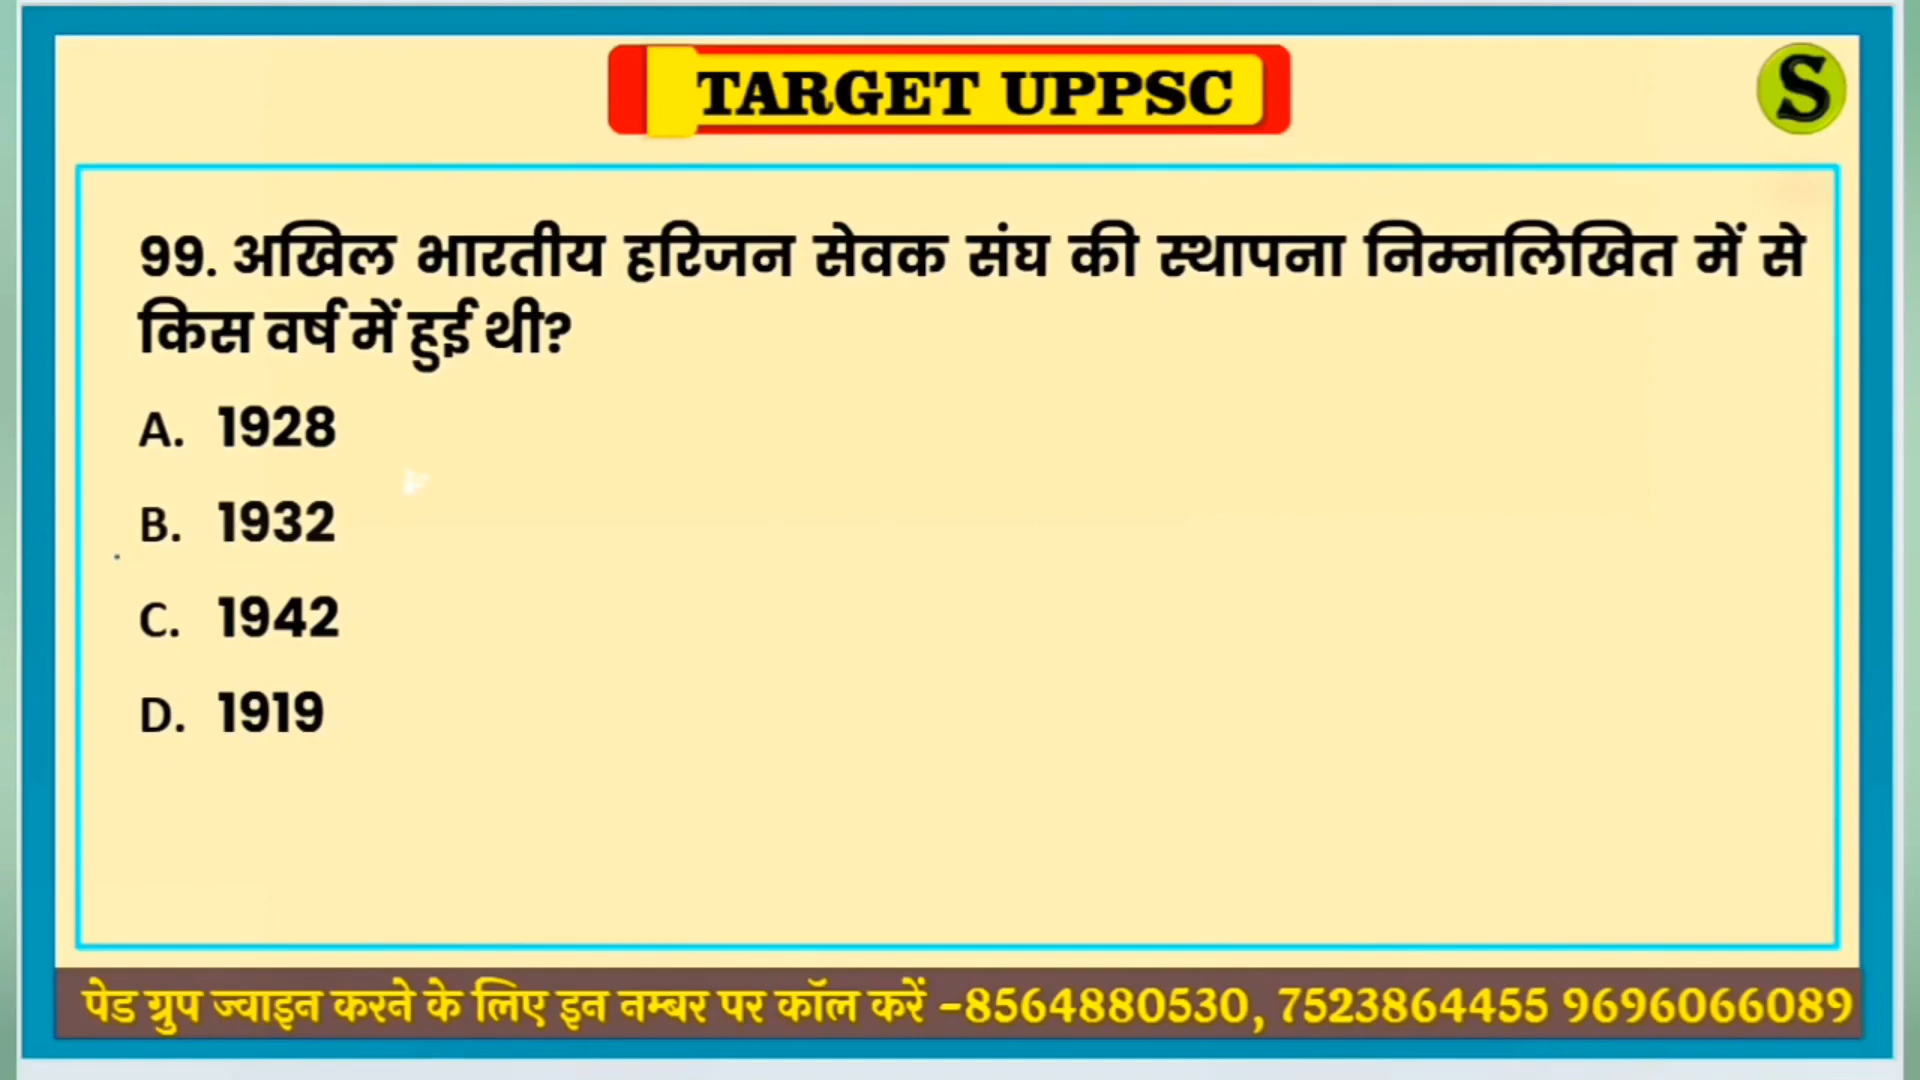 TARGET UPPSC
S
99. अखिल भारतीय हरिजन सेवक संघ की स्थापना निम्नलिखित में से
किस वर्ष में हुई थी?
A. 1928
B. 1932
C. 1942
D. 1919
पेड ग्रुप ज्वाइन करने के लिए इन नम्बर पर कॉल करें -8564880530, 7523864455 9696066089